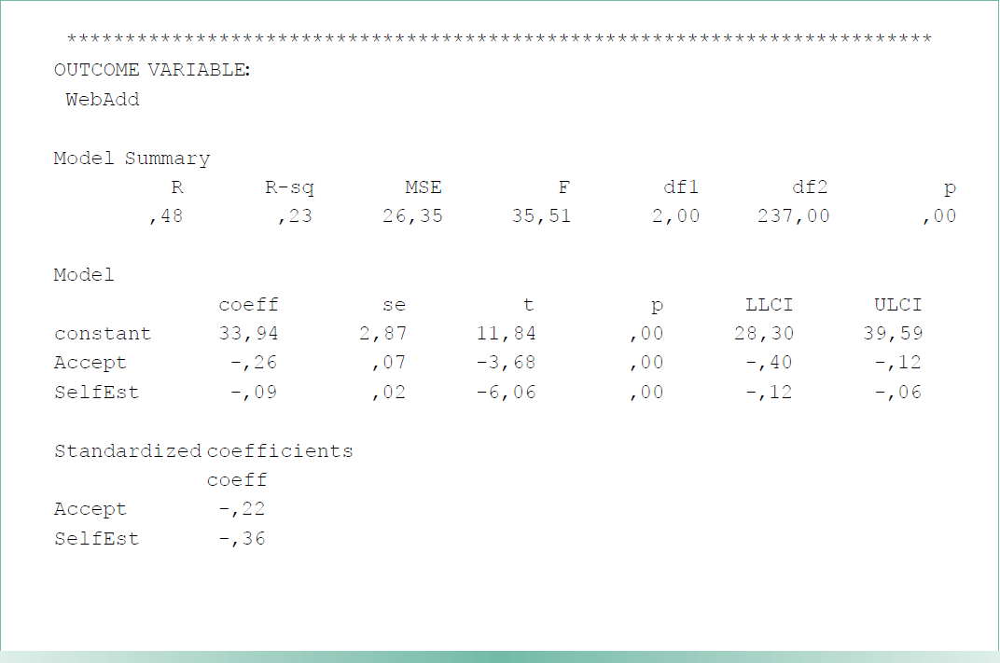 **************************************************************************
OUTCOME VARIABLE:
WebAdd
Model Summary
R R-sq MSE F df1 df2 p
,48 ,23 26,35 35,51 2,00 237,00 ,00
Model
coeff se t p LLCI ULCI
constant 33,94 2,87 11,84 ,00 28,30 39,59
Accept -,26 ,07 -3,68 ,00 -,40 -,12
SelfEst -,09 ,02 -6,06 ,00 -,12 -,06
Standardized coefficients
coeff
Accept -,22
SelfEst -,36